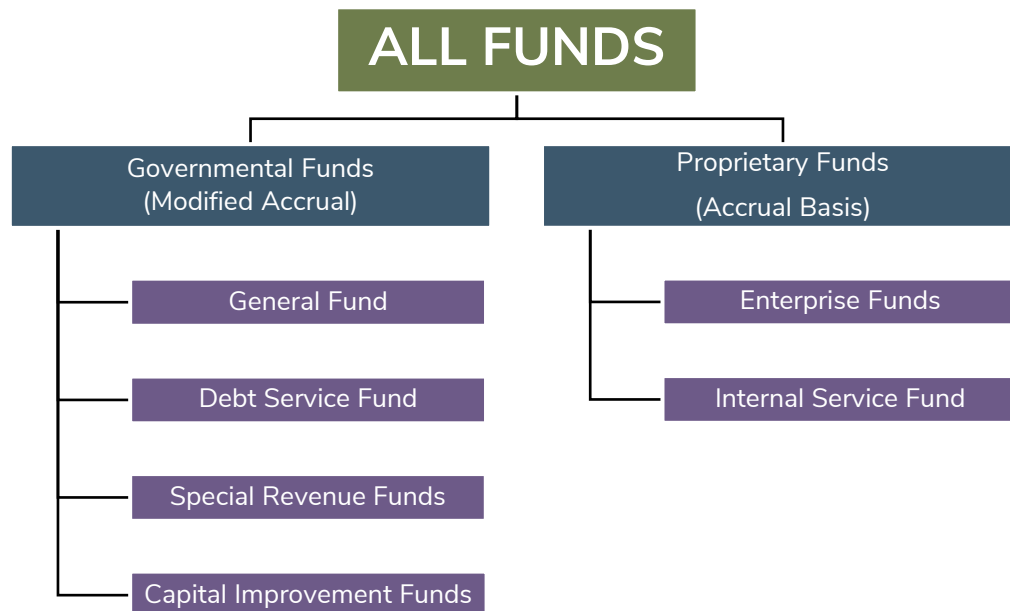 ALL FUNDS
Governmental Funds
(Modified Accrual)
General Fund
Debt Service Fund
Special Revenue Funds
Capital Improvement Funds
Proprietary Funds
(Accrual Basis)
Enterprise Funds
Internal Service Fund